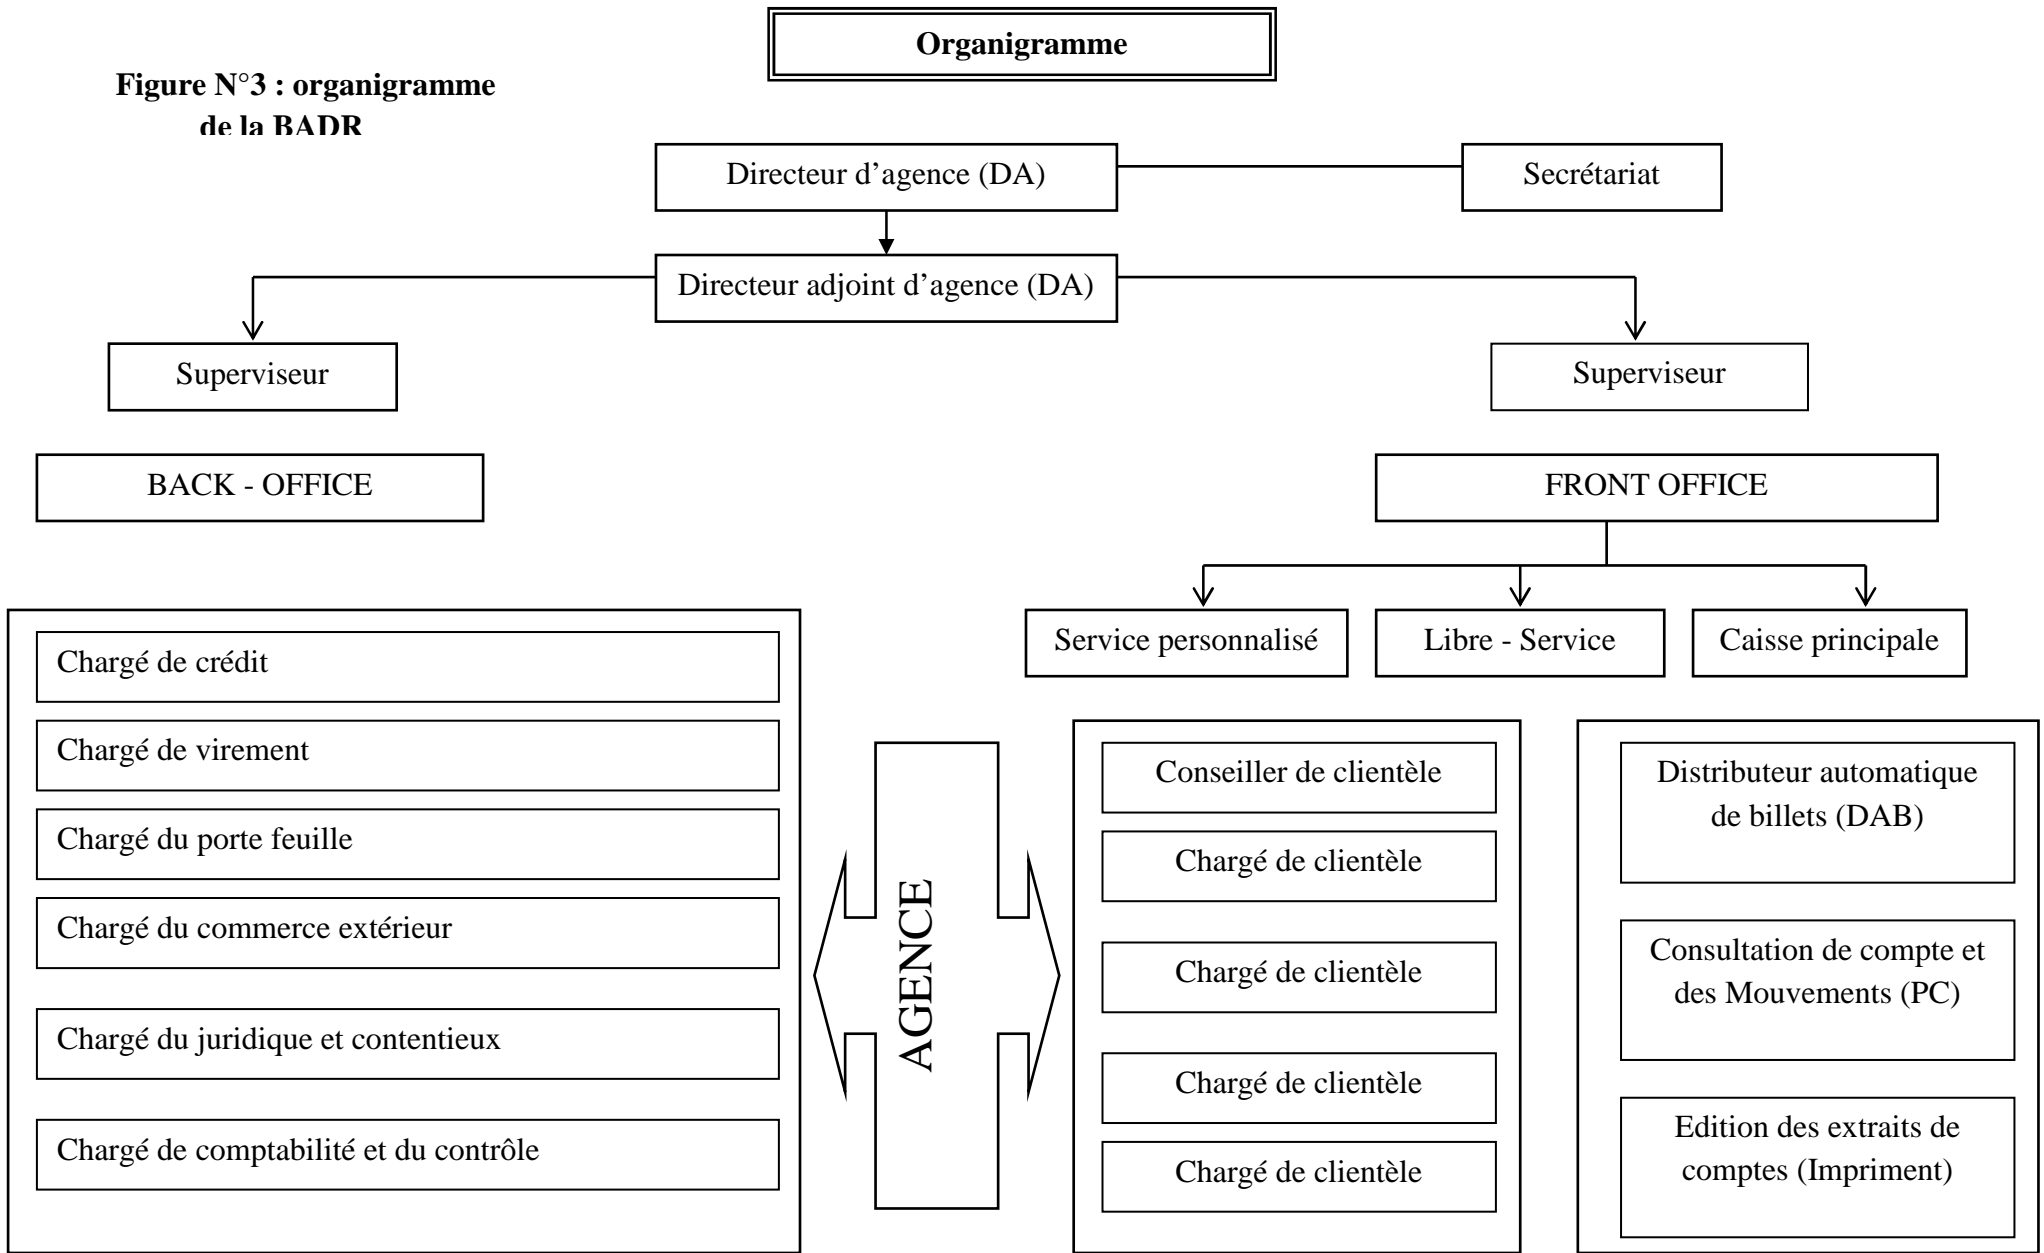 Organigramme
Figure N°3 : organigramme
de la BADR
Directeur d'agence (DA)
Secrétariat
Directeur adjoint d'agence (DA)
Superviseur
Superviseur
BACK - OFFICE
FRONT OFFICE
Service personnalisé
Libre - Service
Caisse principale
Chargé de crédit
Chargé de virement
Chargé du porte feuille
Chargé du commerce extérieur
Chargé du juridique et contentieux
Chargé de comptabilité et du contrôle
AGENCE
Conseiller de clientèle
Chargé de clientèle
Chargé de clientèle
Chargé de clientèle
Chargé de clientèle
Distributeur automatique
de billets (DAB)
Consultation de compte et
des Mouvements (PC)
Edition des extraits de
comptes (Impriment)